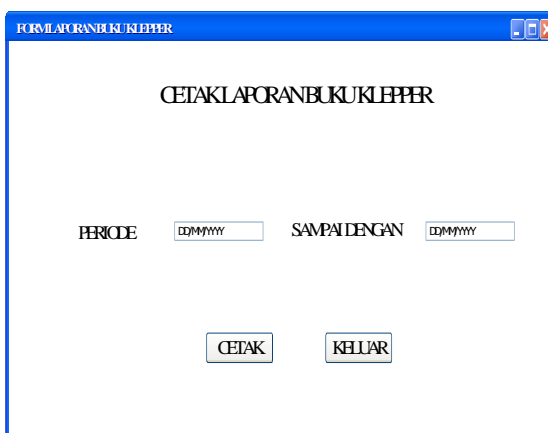 FORM LAPORAN BUKU KLEPPER
CETAK LAPORAN BUKU KLEPPER
PERIODE DD/MM/YYYY SAMPAI DENGAN DD/MM/YYYY
CETAK KELUAR